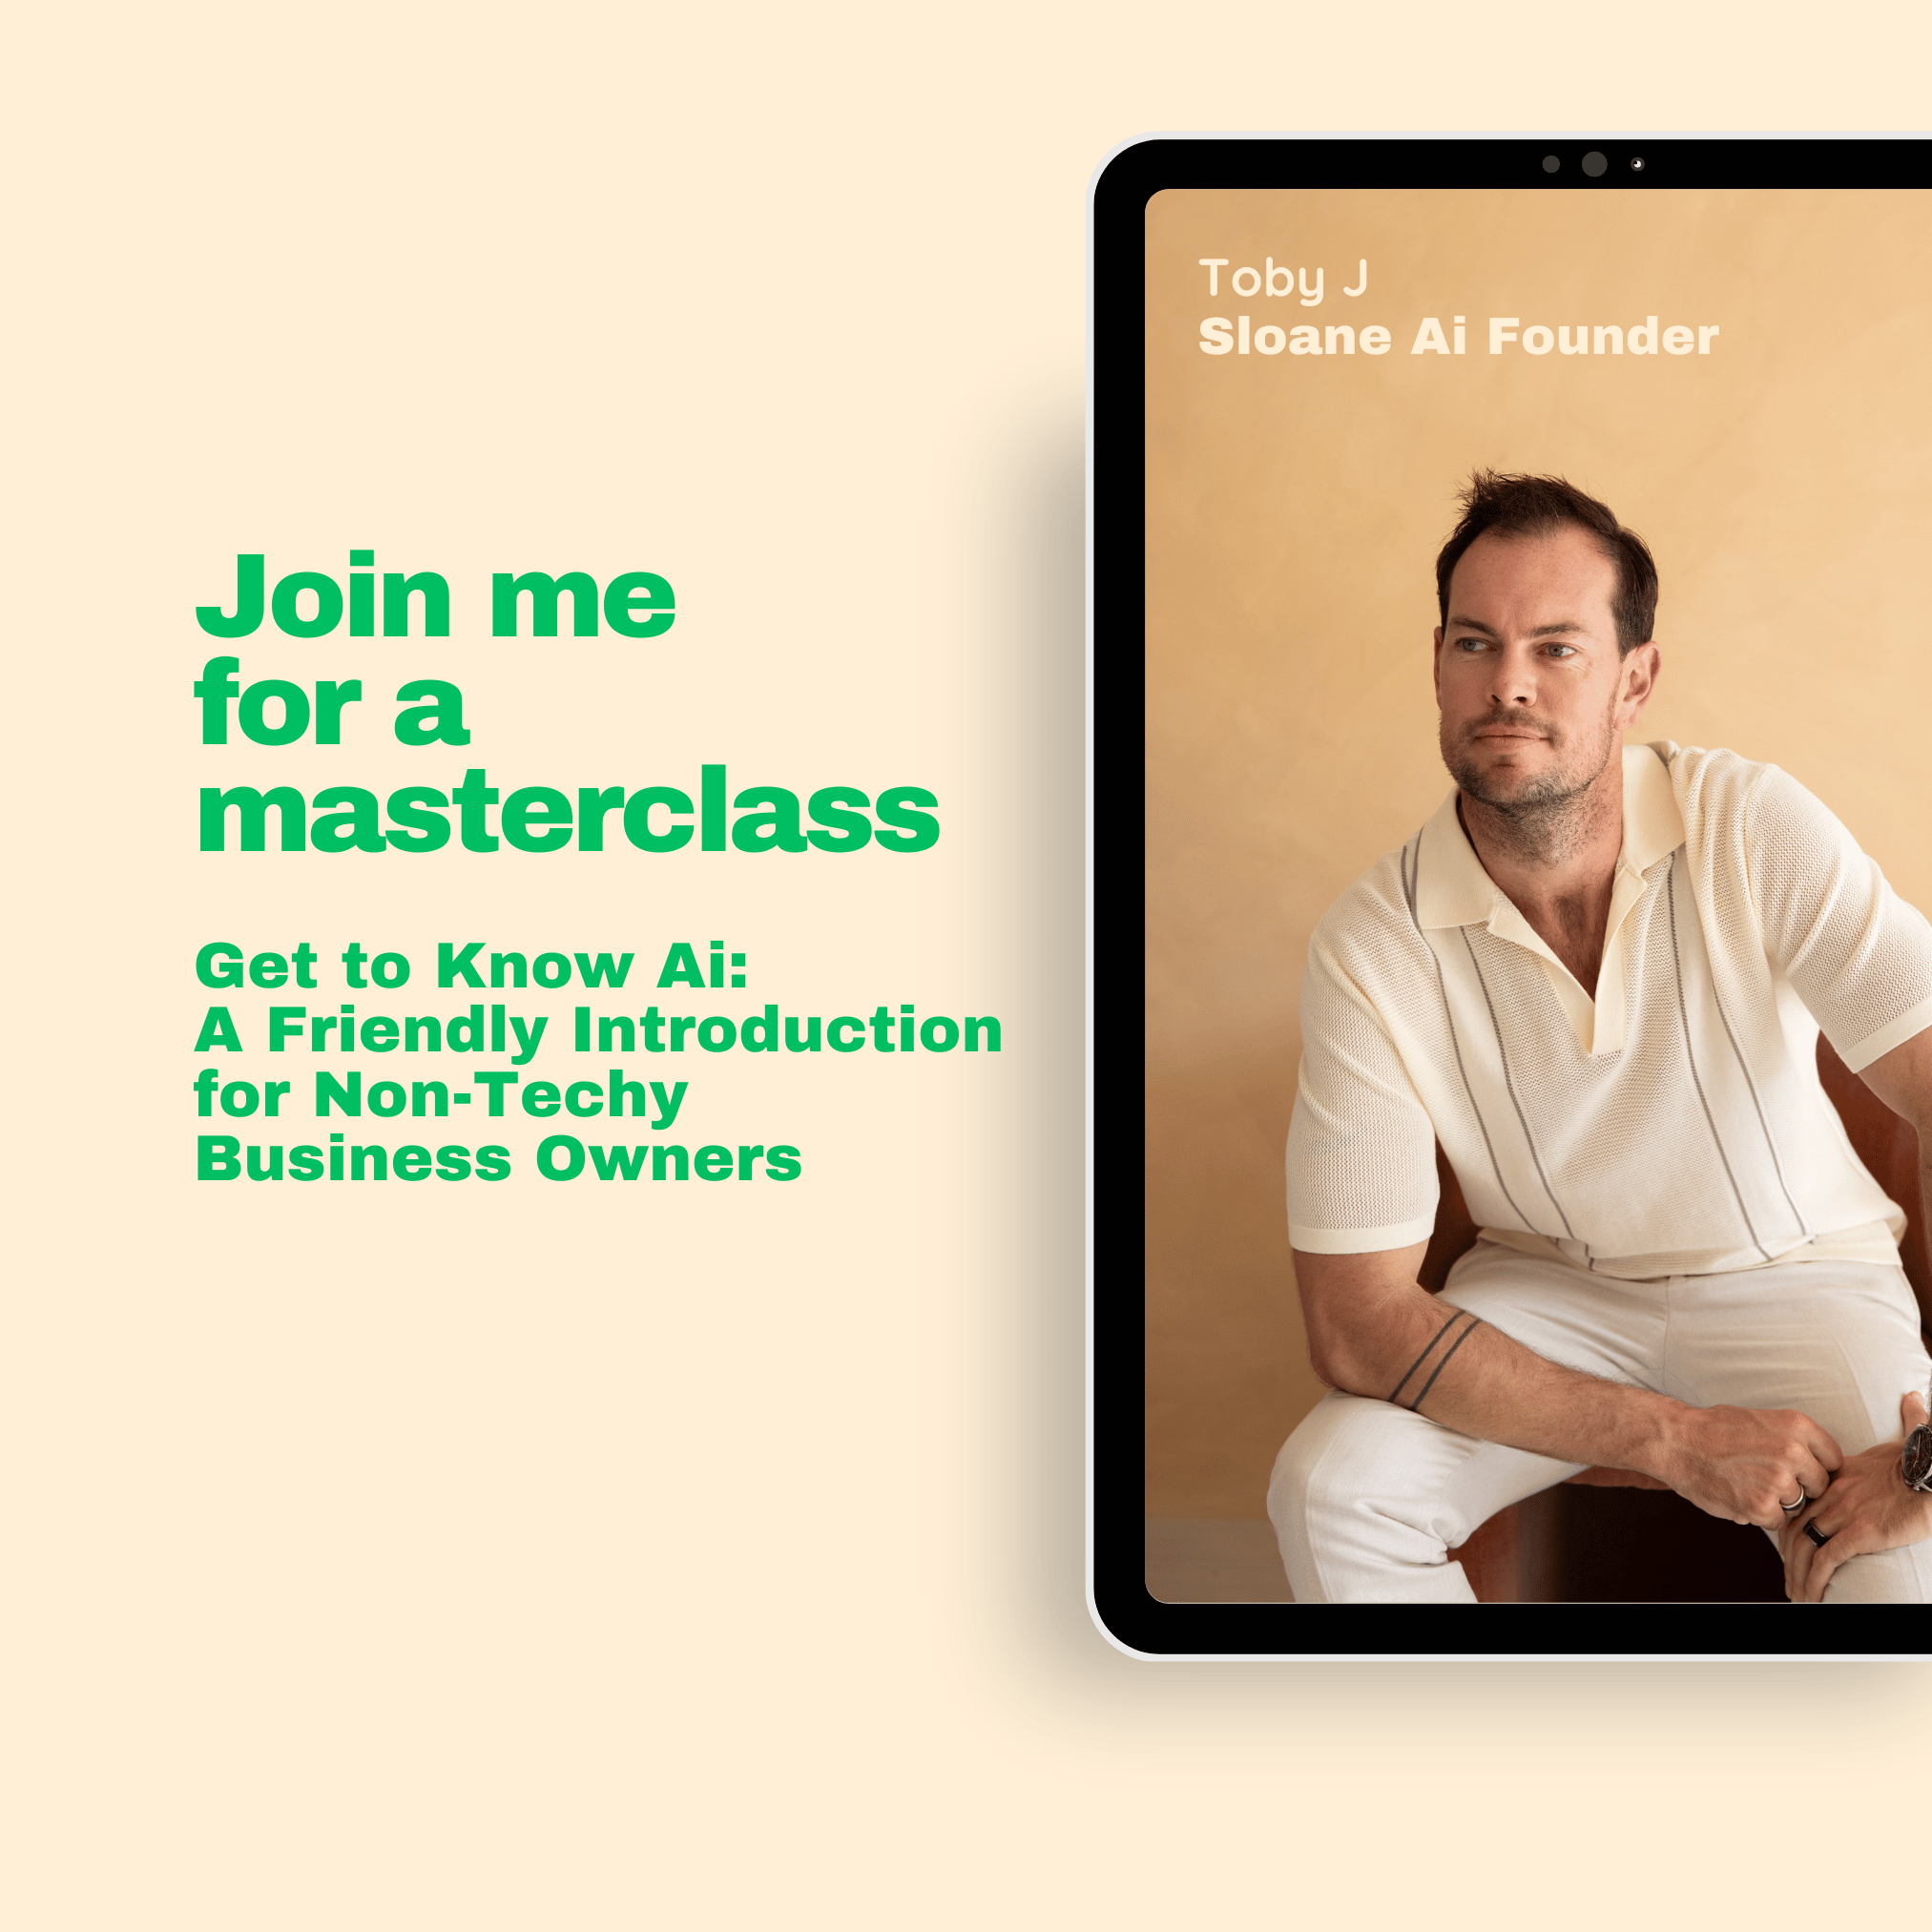 Join me
for a
masterclass
Get to Know Ai:
A Friendly Introduction
for Non-Techy
Business Owners
Toby J
Sloane Ai Founder